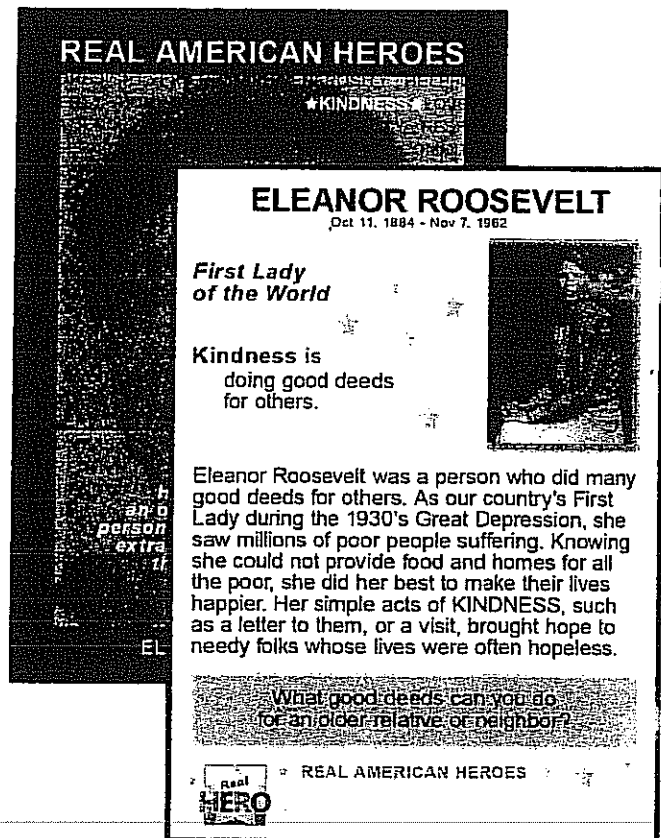 REAL AMERICAN HEROES
★KINDNESS★
h
an o
person
extra
th
EL
ELEANOR ROOSEVELT
Oct 11, 1884 - Nov 7, 1962
First Lady
of the World
Kindness is
doing good deeds
for others.
Eleanor Roosevelt was a person who did many
good deeds for others. As our country's First
Lady during the 1930's Great Depression, she
saw millions of poor people suffering. Knowing
she could not provide food and homes for all
the poor, she did her best to make their lives
happier. Her simple acts of KINDNESS, such
as a letter to them, or a visit, brought hope to
needy folks whose lives were often hopeless.
What good deeds can you do
for an older relative or neighbor?
Real
HERO
REAL AMERICAN HEROES